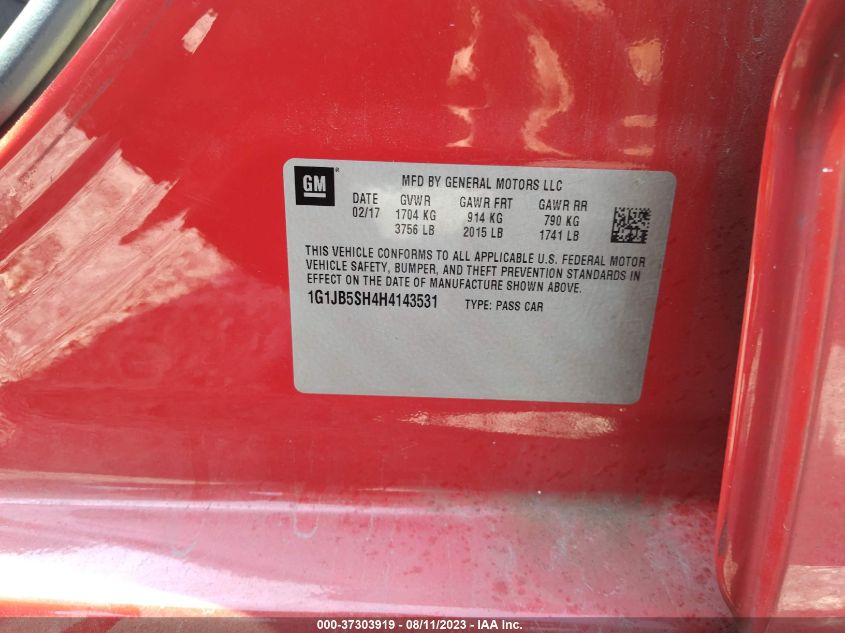 GM ® MFD BY GENERAL MOTORS LLC
DATE GVWR GAWR FRT GAWR RR
02/17 1704 KG 914 KG 790 KG
3756 LB 2015 LB 1741 LB
THIS VEHICLE CONFORMS TO ALL APPLICABLE U.S. FEDERAL MOTOR
VEHICLE SAFETY, BUMPER, AND THEFT PREVENTION STANDARDS IN
EFFECT ON THE DATE OF MANUFACTURE SHOWN ABOVE.
1G1JB5SH4H4143531 TYPE: PASS CAR
000-37303919 - 08/11/2023 - IAA Inc.